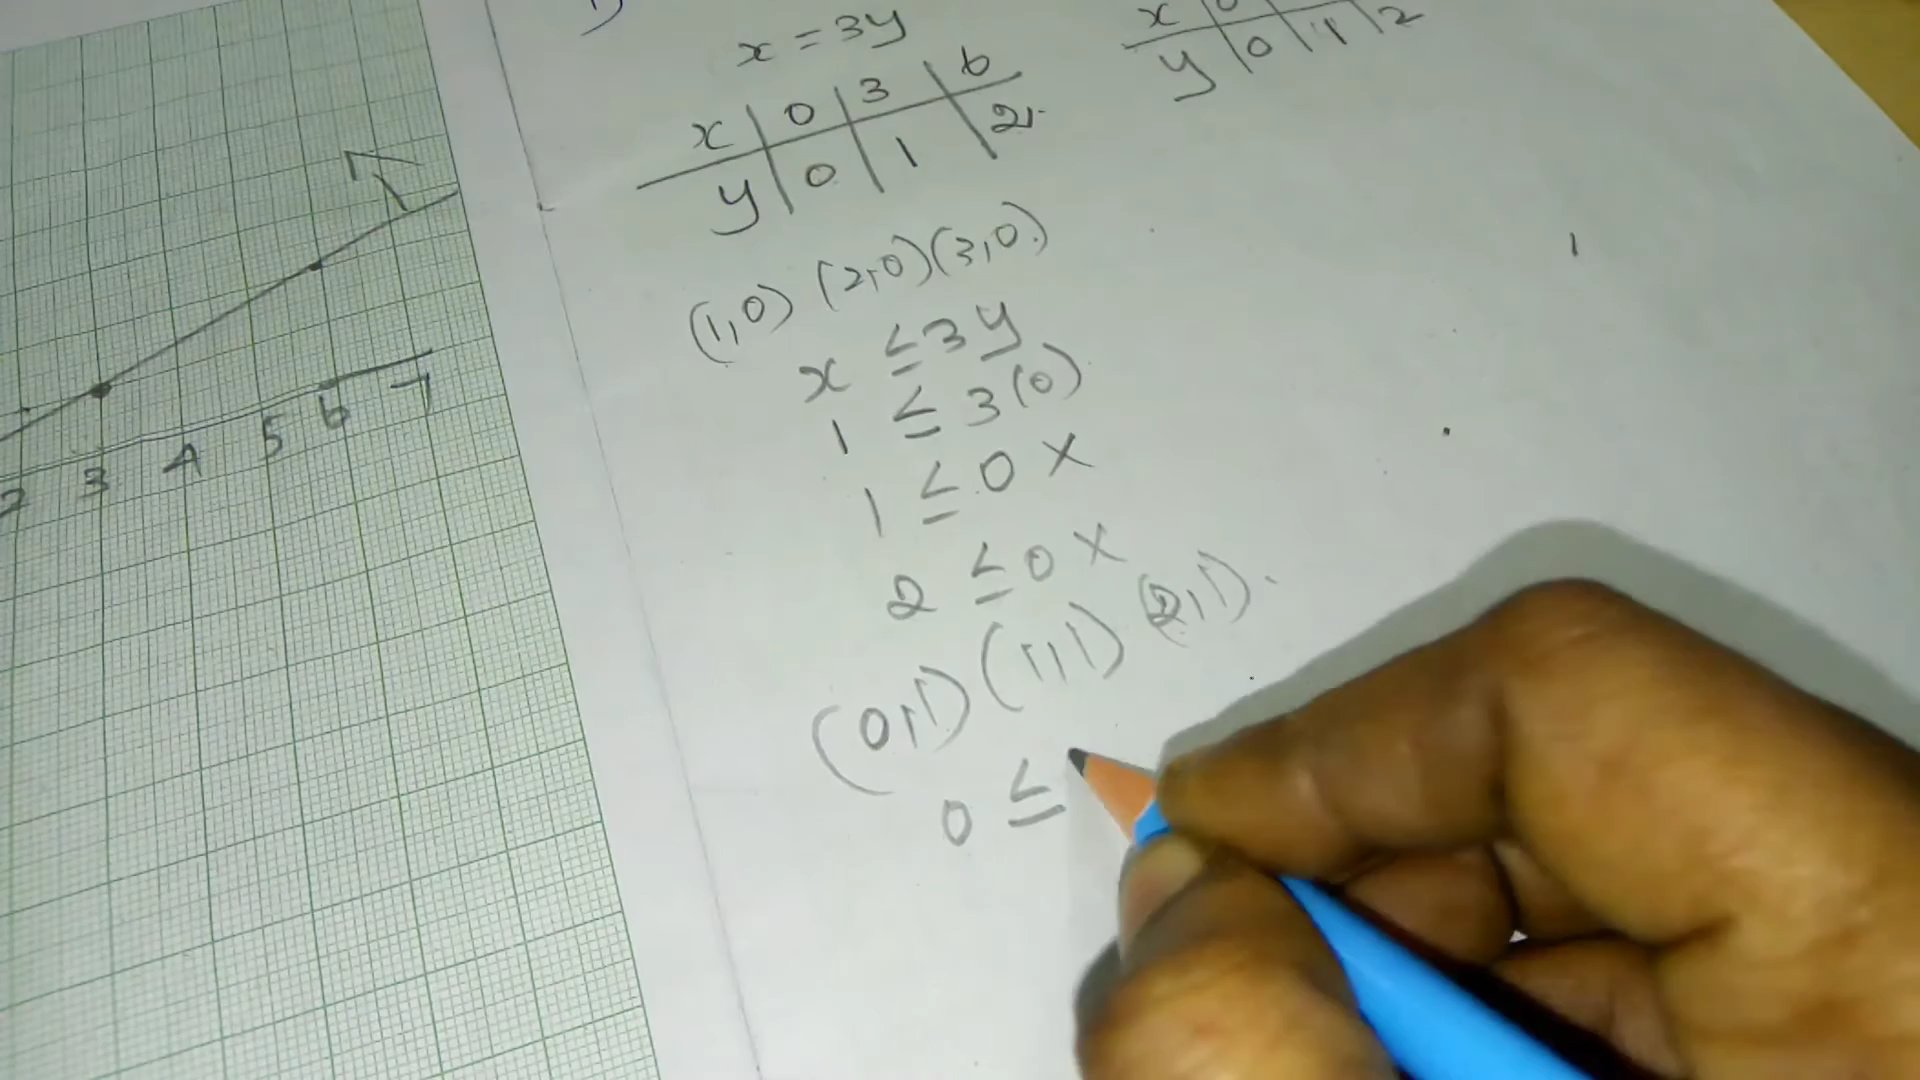 x = 3y
x | 0 | 3 | 6
y | 0 | 1 | 2
x | 0
y | 0 | 1 | 2
(1,0) (2,0) (3,0)
x ≤ 3y
1 ≤ 3(0)
1 ≤ 0 X
2 ≤ 0 X
(0,1) (1,1) (2,1).
0 ≤
2 3 4 5 6 7